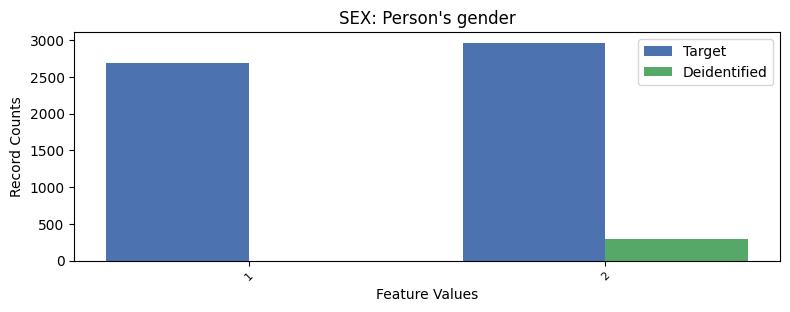 SEX: Person's gender
Target
Deidentified
Record Counts
3000
2500
2000
1500
1000
500
0
1
2
Feature Values